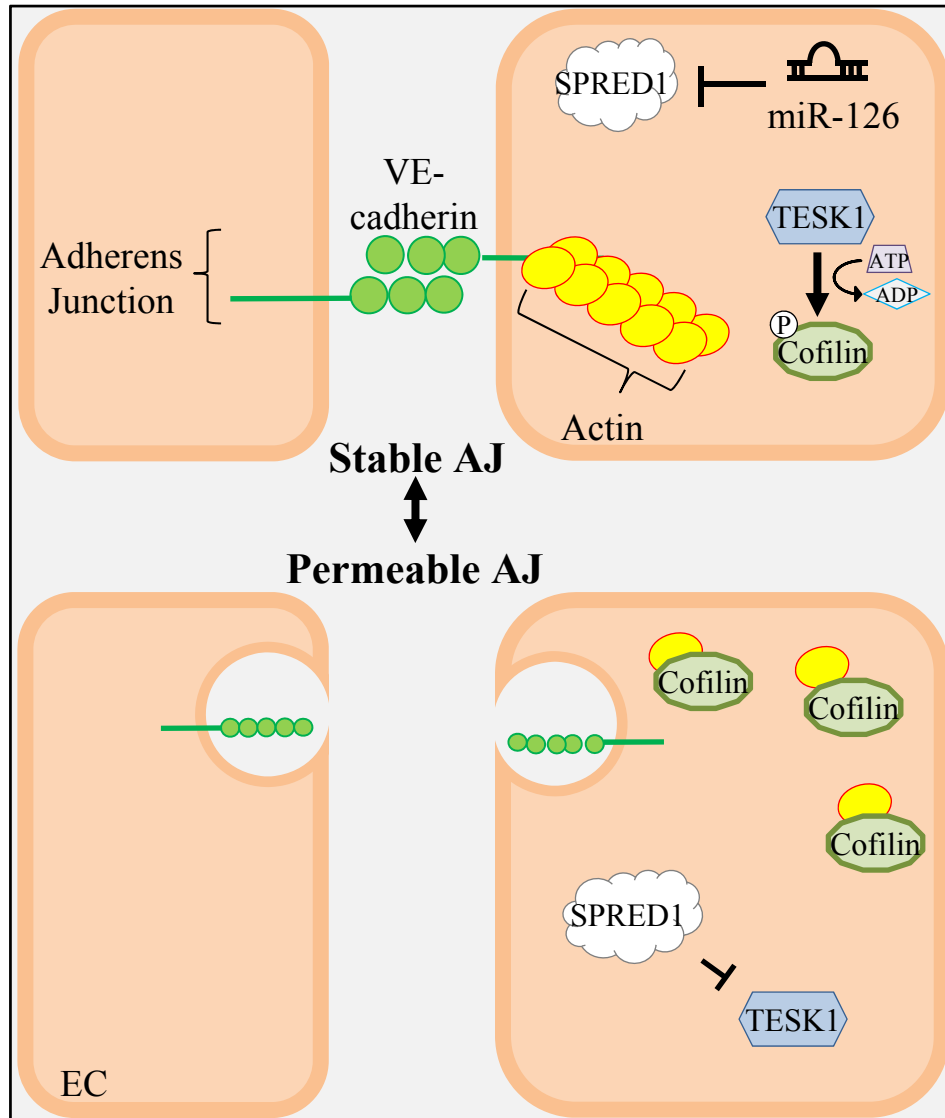 SPRED1
miR-126
VE-
cadherin
TESK1
Adherens
Junction
ATP
ADP
P
Cofilin
Actin
Stable AJ
Permeable AJ
Cofilin
Cofilin
Cofilin
SPRED1
TESK1
EC